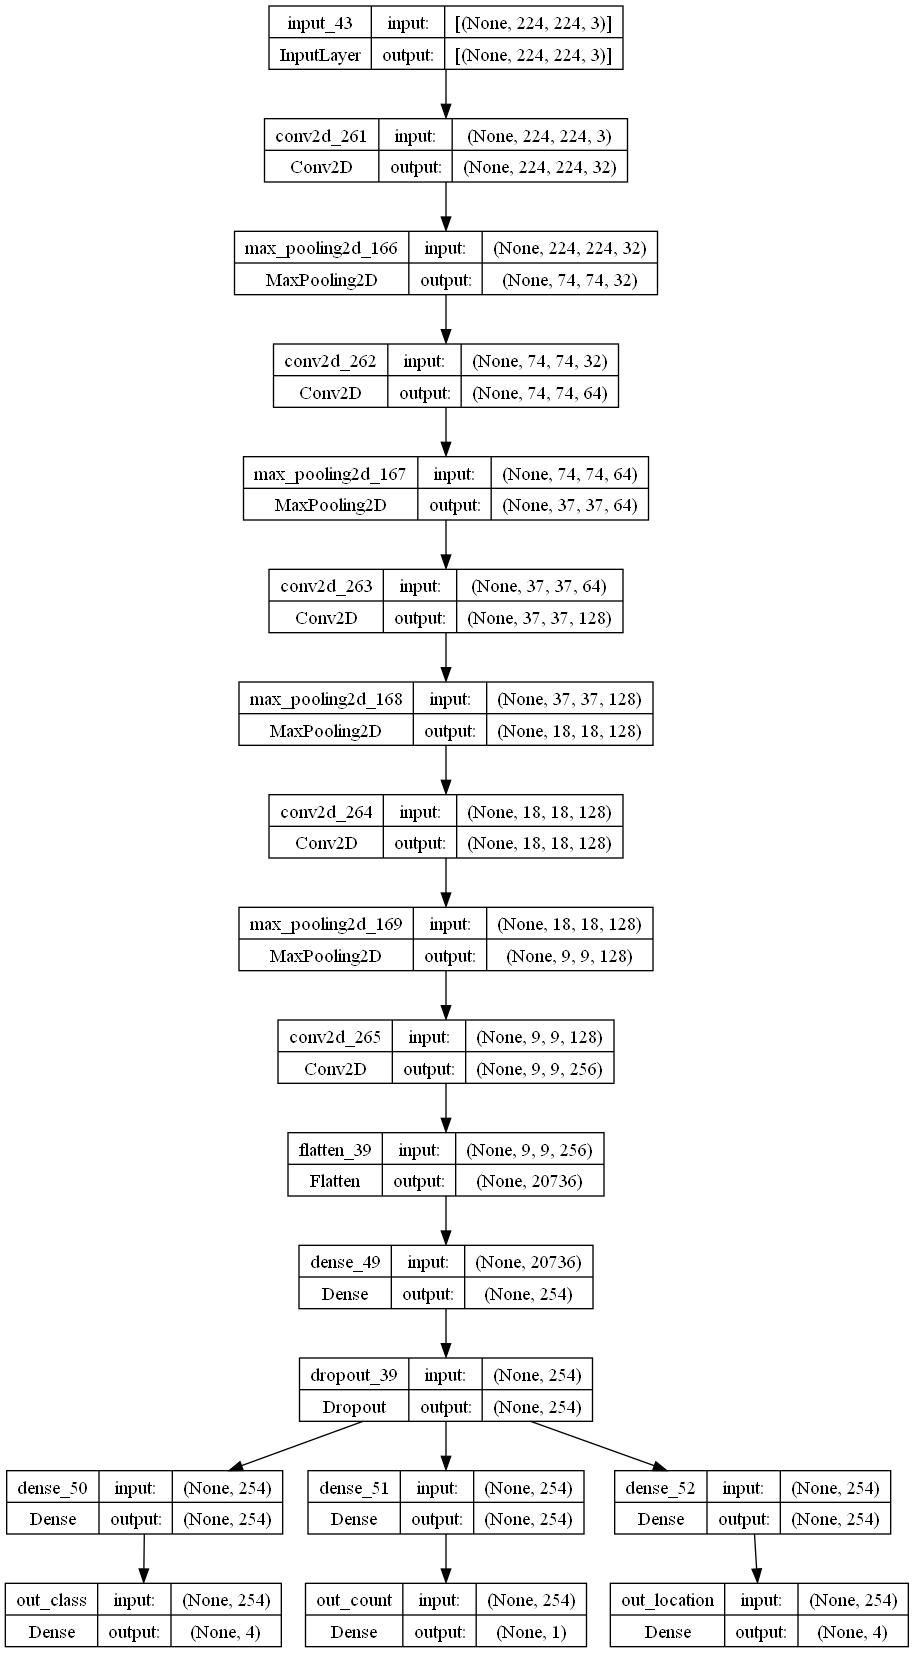 input_43 input: [(None, 224, 224, 3)]
InputLayer output: [(None, 224, 224, 3)]
conv2d_261 input: (None, 224, 224, 3)
Conv2D output: (None, 224, 224, 32)
max_pooling2d_166 input: (None, 224, 224, 32)
MaxPooling2D output: (None, 74, 74, 32)
conv2d_262 input: (None, 74, 74, 32)
Conv2D output: (None, 74, 74, 64)
max_pooling2d_167 input: (None, 74, 74, 64)
MaxPooling2D output: (None, 37, 37, 64)
conv2d_263 input: (None, 37, 37, 64)
Conv2D output: (None, 37, 37, 128)
max_pooling2d_168 input: (None, 37, 37, 128)
MaxPooling2D output: (None, 18, 18, 128)
conv2d_264 input: (None, 18, 18, 128)
Conv2D output: (None, 18, 18, 128)
max_pooling2d_169 input: (None, 18, 18, 128)
MaxPooling2D output: (None, 9, 9, 128)
conv2d_265 input: (None, 9, 9, 128)
Conv2D output: (None, 9, 9, 256)
flatten_39 input: (None, 9, 9, 256)
Flatten output: (None, 20736)
dense_49 input: (None, 20736)
Dense output: (None, 254)
dropout_39 input: (None, 254)
Dropout output: (None, 254)
dense_50 input: (None, 254)
Dense output: (None, 254)
dense_51 input: (None, 254)
Dense output: (None, 254)
dense_52 input: (None, 254)
Dense output: (None, 254)
out_class input: (None, 254)
Dense output: (None, 4)
out_count input: (None, 254)
Dense output: (None, 1)
out_location input: (None, 254)
Dense output: (None, 4)